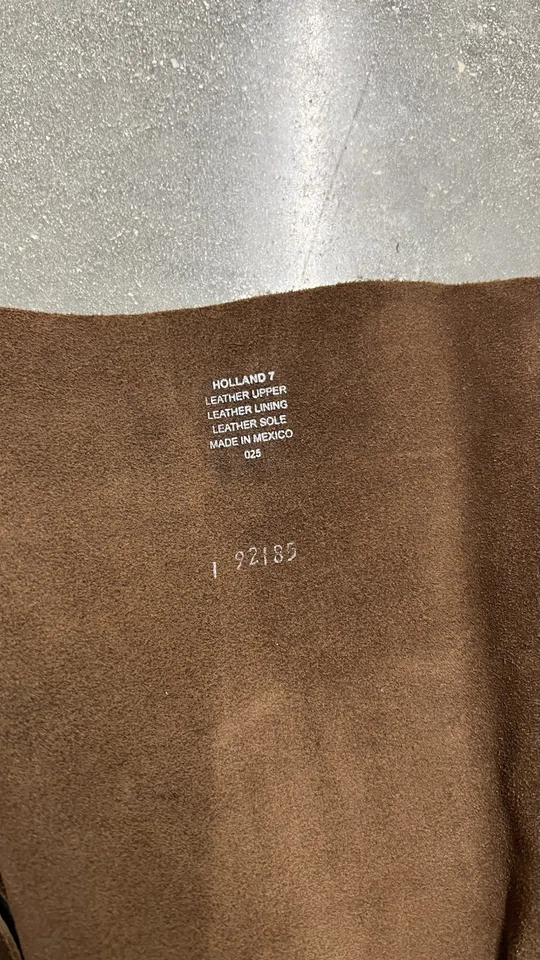 HOLLAND 7
LEATHER UPPER
LEATHER LINING
LEATHER SOLE
MADE IN MEXICO
025
I 92185